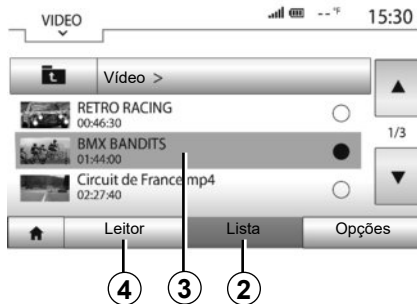 VIDEO
--°F 15:30
Vídeo >
RETRO RACING
00:46:30
BMX BANDITS
01:44:00
1/3
Circuit de France mp4
02:27:40
Leitor Lista Opções
4 3 2